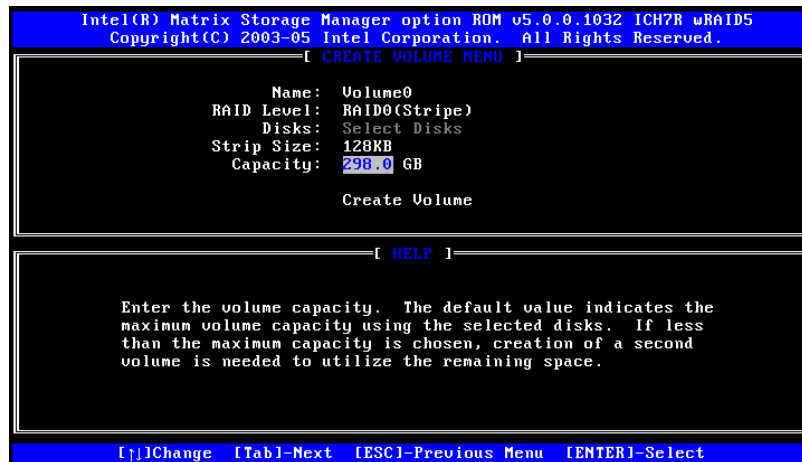 Intel(R) Matrix Storage Manager option ROM v5.0.0.1032 ICH7R wRAID5
Copyright(C) 2003-05 Intel Corporation. All Rights Reserved.
[ CREATE VOLUME MENU ]
Name: Volume0
RAID Level: RAID0(Stripe)
Disks: Select Disks
Strip Size: 128KB
Capacity: 298.0 GB
Create Volume
[ HELP ]
Enter the volume capacity. The default value indicates the
maximum volume capacity using the selected disks. If less
than the maximum capacity is chosen, creation of a second
volume is needed to utilize the remaining space.
[↑↓]Change [Tab]-Next [ESC]-Previous Menu [ENTER]-Select